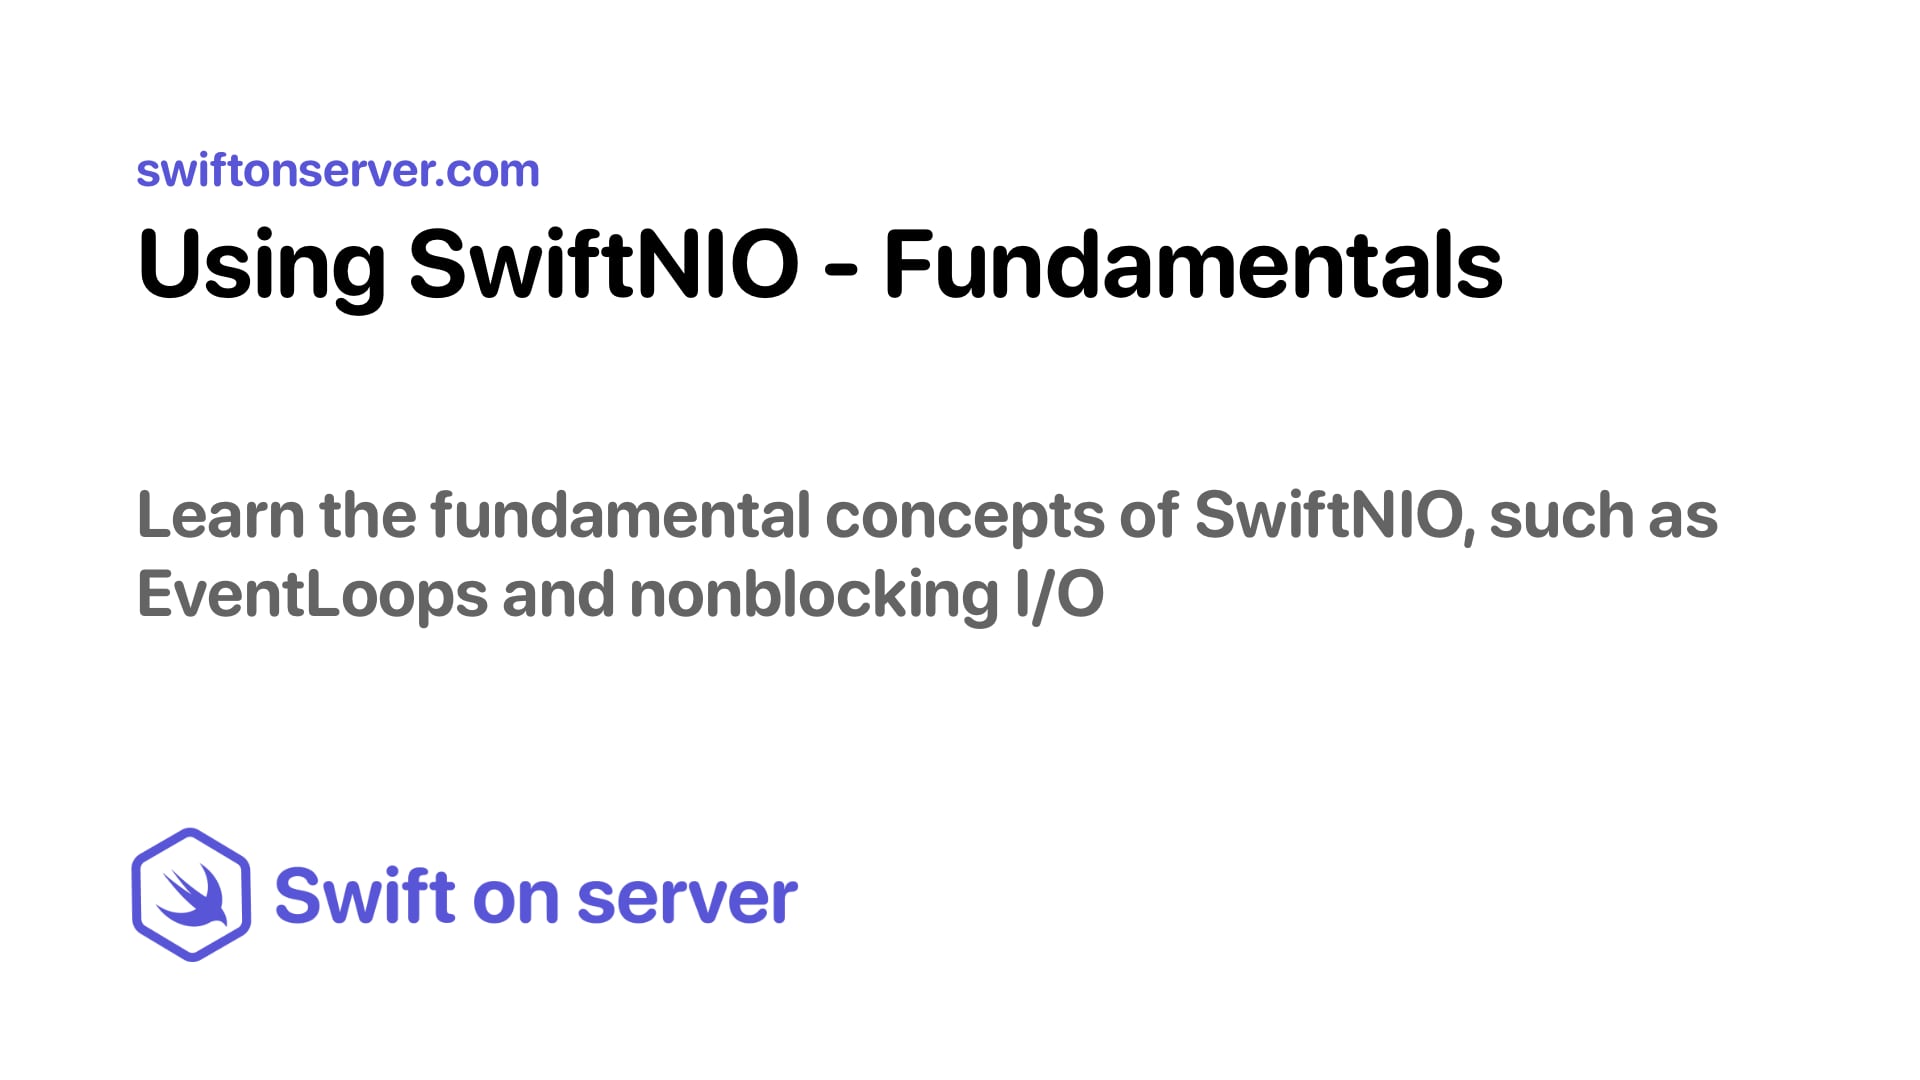 swiftonserver.com
Using SwiftNIO - Fundamentals
Learn the fundamental concepts of SwiftNIO, such as
EventLoops and nonblocking I/O
Swift on server